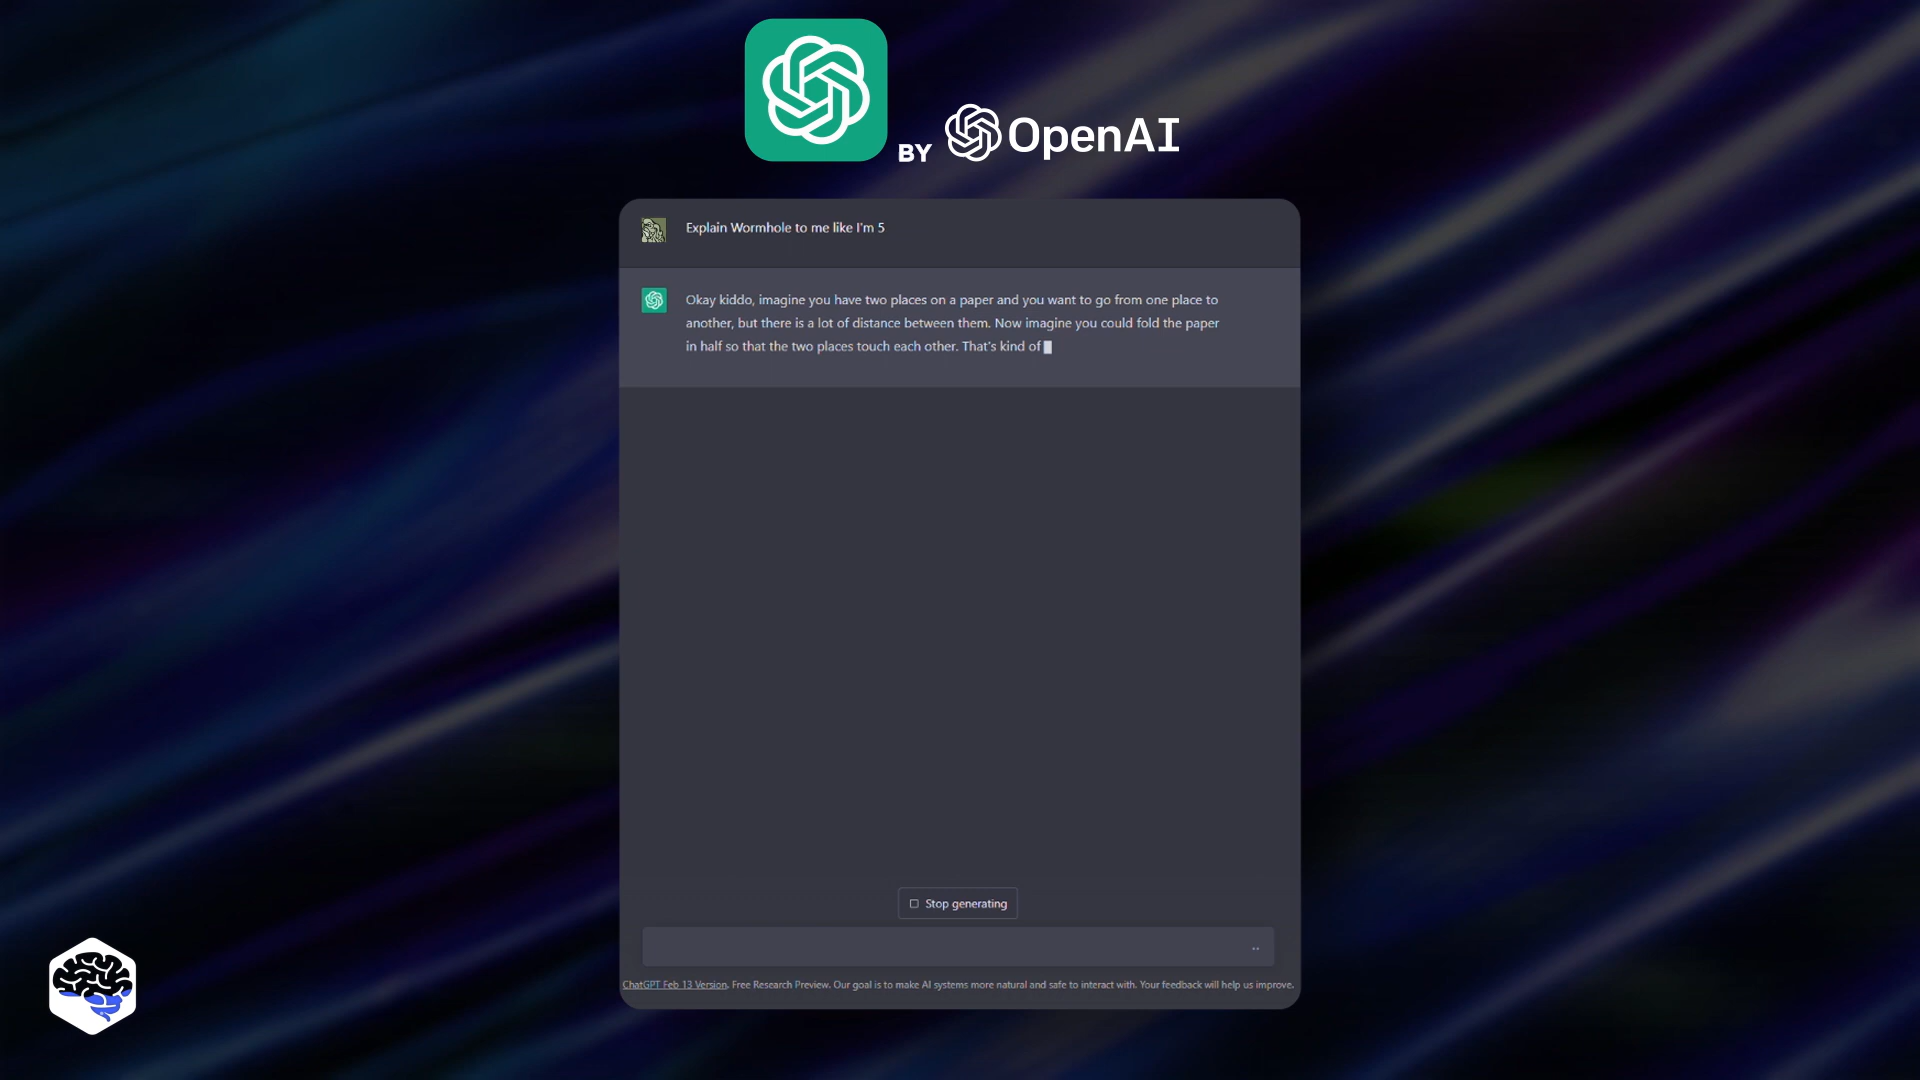 BY OpenAI
Explain Wormhole to me like I'm 5
Okay kiddo, imagine you have two places on a paper and you want to go from one place to
another, but there is a lot of distance between them. Now imagine you could fold the paper
in half so that the two places touch each other. That's kind of
Stop generating
ChatGPT Feb 13 Version. Free Research Preview. Our goal is to make AI systems more natural and safe to interact with. Your feedback will help us improve.